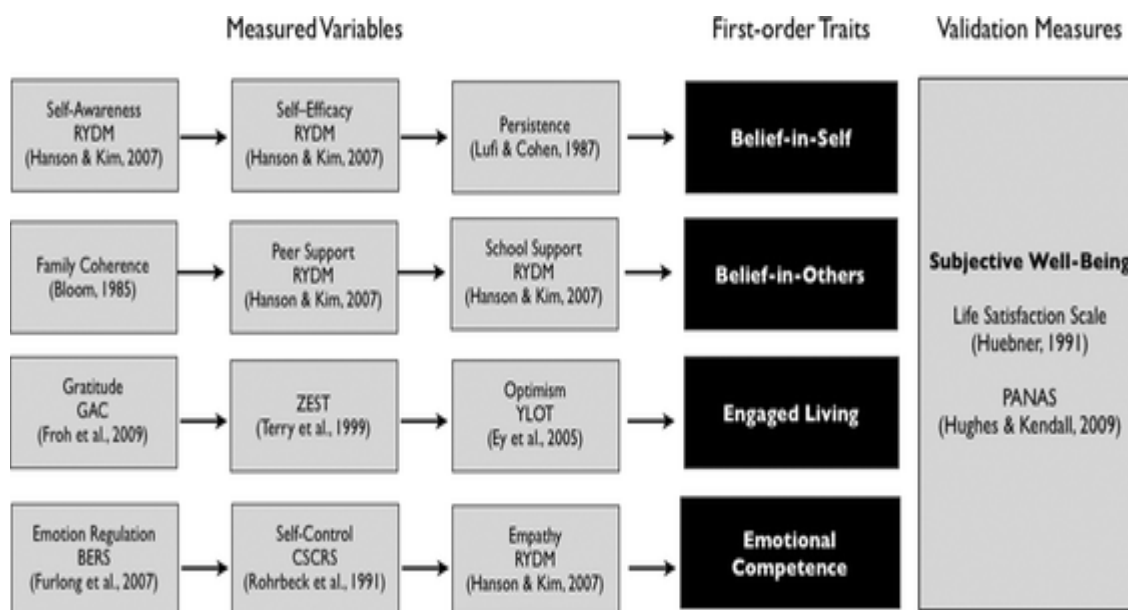 Measured Variables
First-order Traits
Validation Measures
Self-Awareness
RYDM
(Hanson & Kim, 2007)
Self-Efficacy
RYDM
(Hanson & Kim, 2007)
Persistence
(Lufi & Cohen, 1987)
Belief-in-Self
Family Coherence
(Bloom, 1985)
Peer Support
RYDM
(Hanson & Kim, 2007)
School Support
RYDM
(Hanson & Kim, 2007)
Belief-in-Others
Gratitude
GAC
(Froh et al., 2009)
ZEST
(Terry et al., 1999)
Optimism
YLOT
(Ey et al., 2005)
Engaged Living
Emotion Regulation
BERS
(Furlong et al., 2007)
Self-Control
CSCRS
(Rohrbeck et al., 1991)
Empathy
RYDM
(Hanson & Kim, 2007)
Emotional
Competence
Subjective Well-Being
Life Satisfaction Scale
(Huebner, 1991)
PANAS
(Hughes & Kendall, 2009)